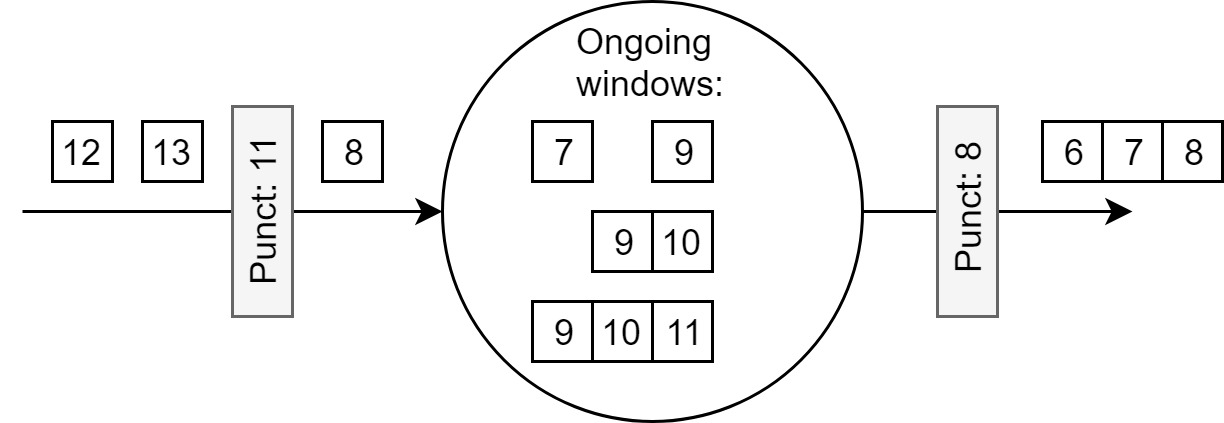 Ongoing
windows:
12 13 Punct: 11 8 7 9 Punct: 8 6 7 8
9 10
9 10 11